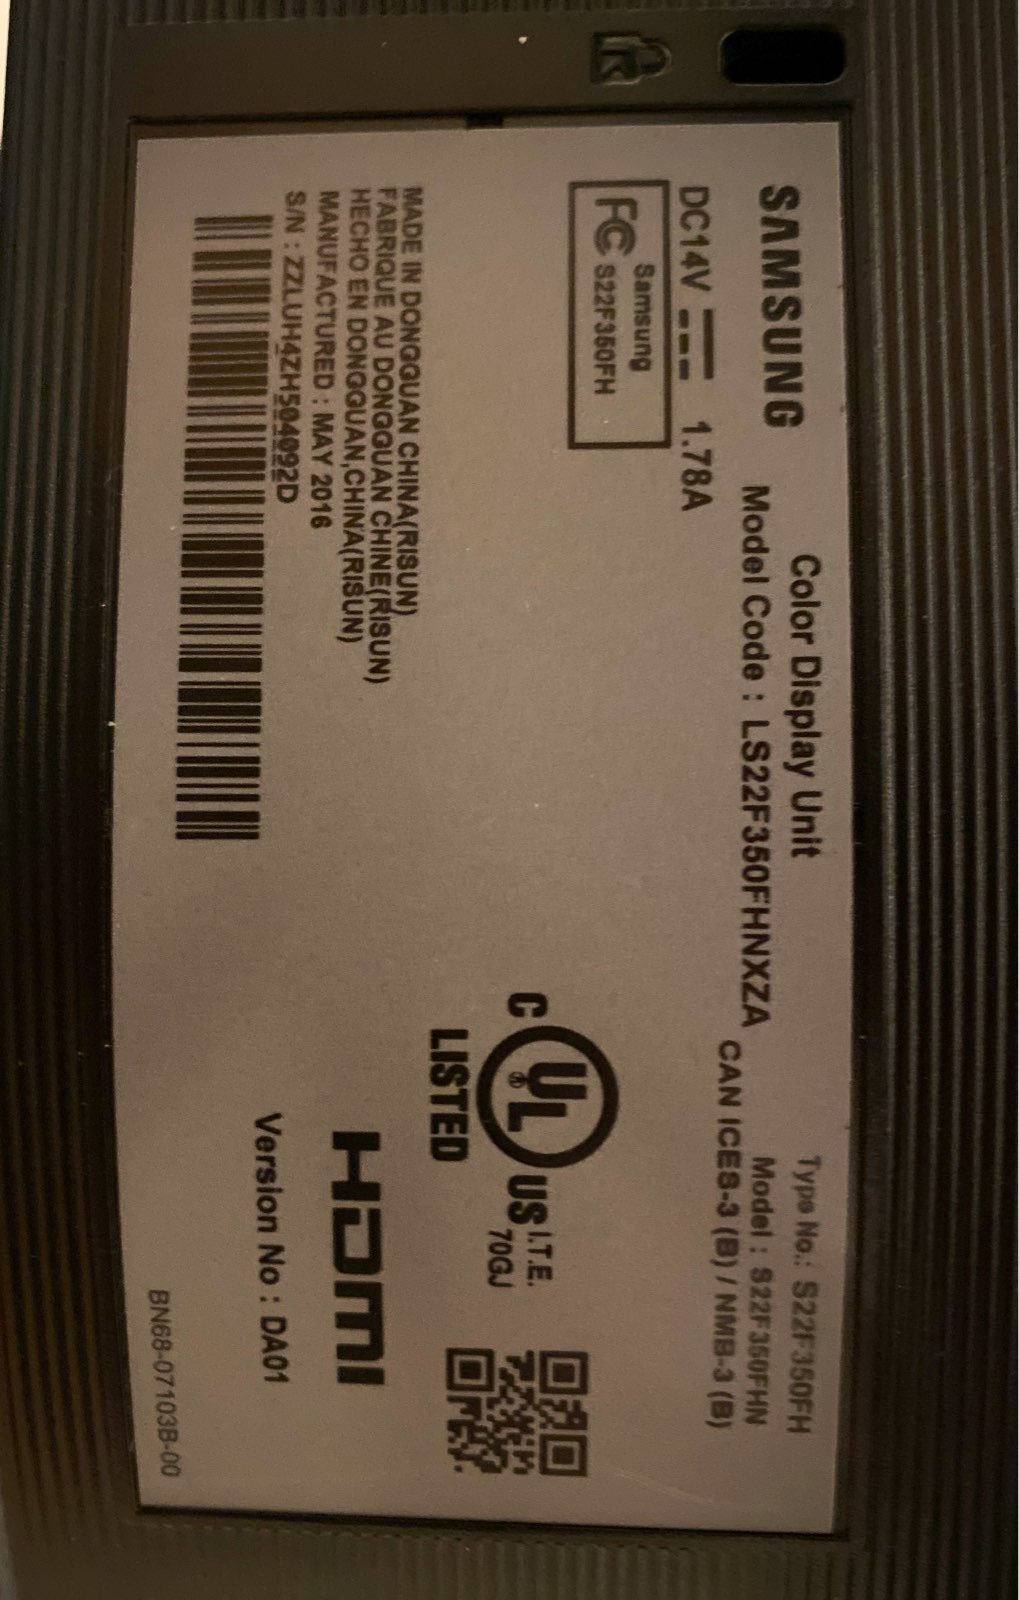 SAMSUNG
Color Display Unit
Type No.: S22F350FH
Model Code : LS22F350FHNXZA
Model : S22F350FHN
DC14V 1.78A
CAN ICES-3 (B) / NMB-3 (B)
Samsung
FC S22F350FH
C UL® US
LISTED
I.T.E.
70GJ
MADE IN DONGGUAN CHINA(RISUN)
FABRIQUE AU DONGGUAN CHINE(RISUN)
HECHO EN DONGGUAN,CHINA(RISUN)
MANUFACTURED : MAY 2016
S/N : ZZLUH4ZH504092D
HDMI
Version No : DA01
BN68-07103B-00